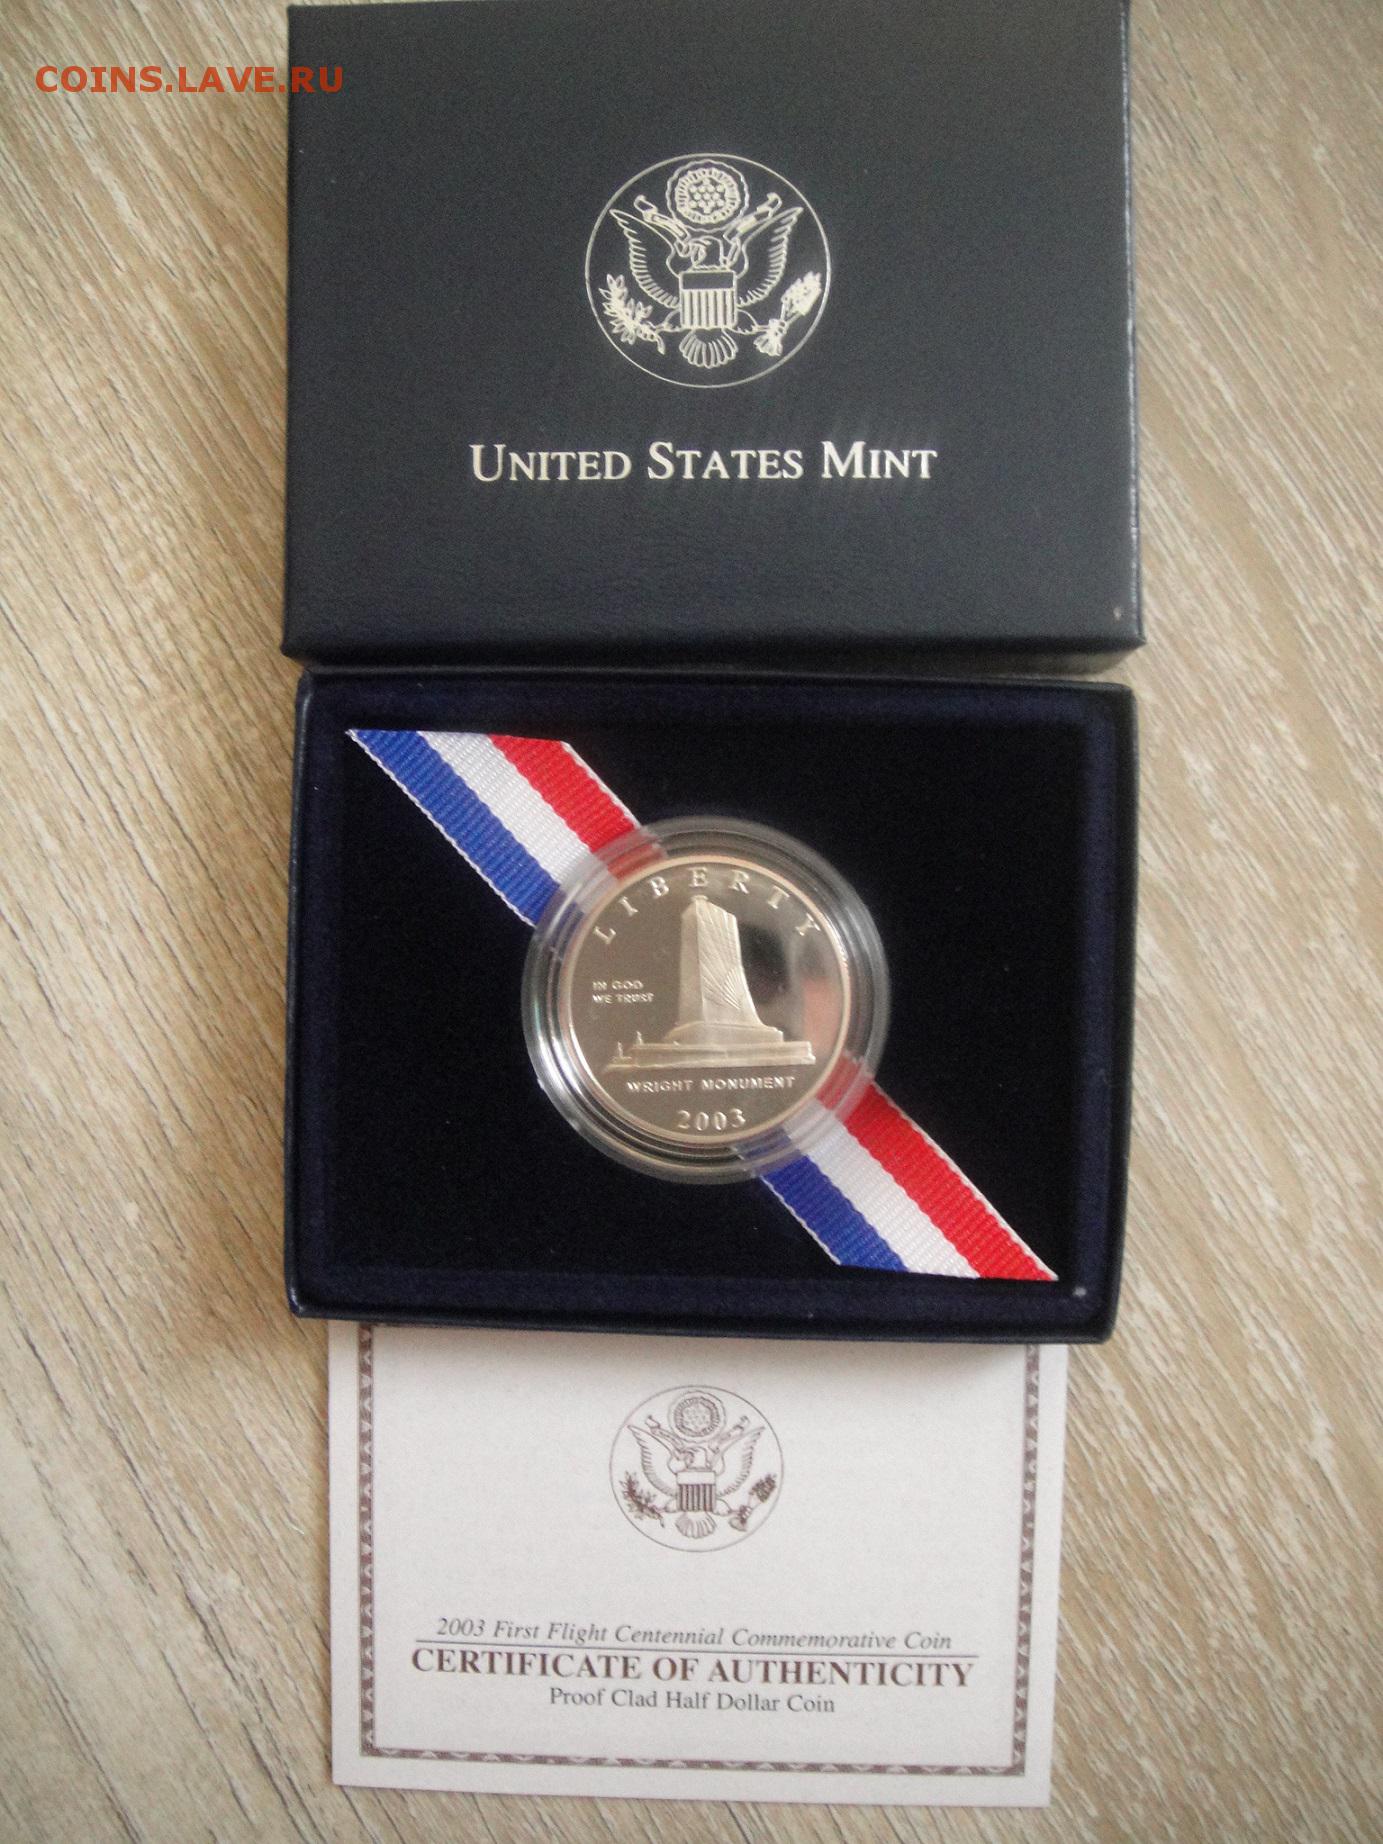 COINS.LAVE.RU
UNITED STATES MINT
LIBERTY
IN GOD
WE TRUST
WRIGHT MONUMENT
2003
2003 First Flight Centennial Commemorative Coin
CERTIFICATE OF AUTHENTICITY
Proof Clad Half Dollar Coin